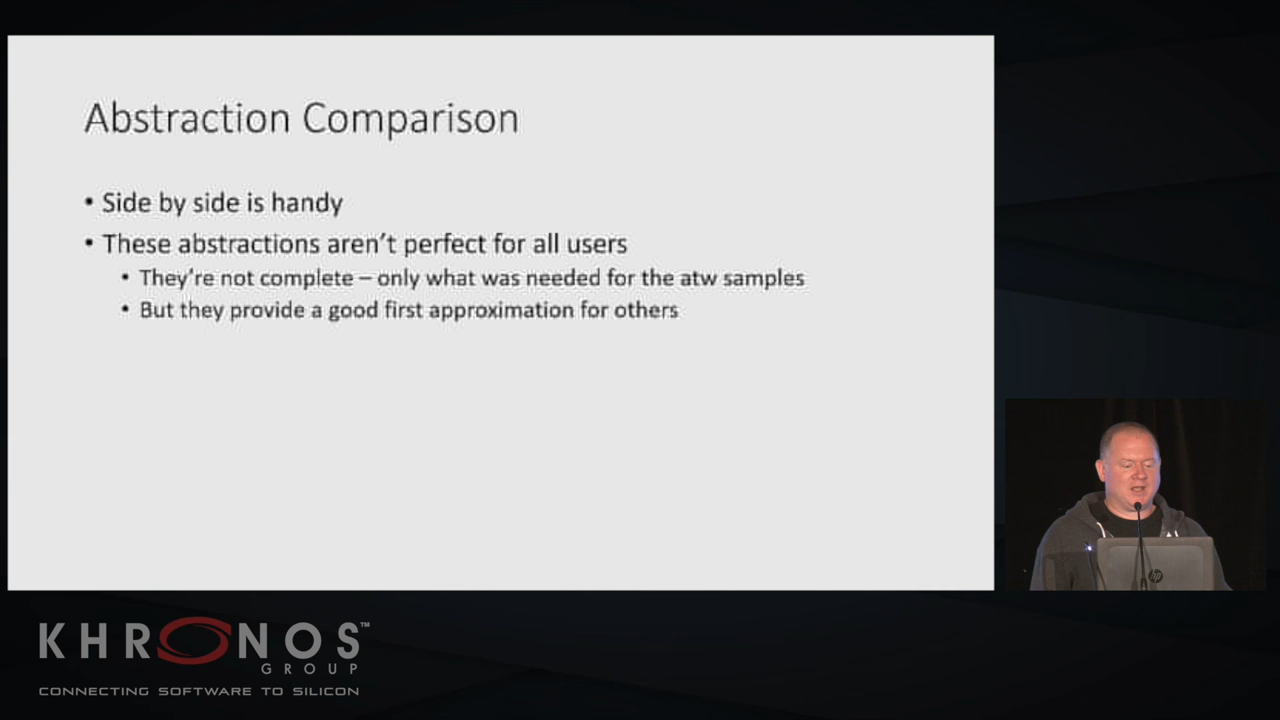 Abstraction Comparison
• Side by side is handy
• These abstractions aren't perfect for all users
• They're not complete – only what was needed for the atw samples
• But they provide a good first approximation for others
KHRONOS™
GROUP
CONNECTING SOFTWARE TO SILICON
hp